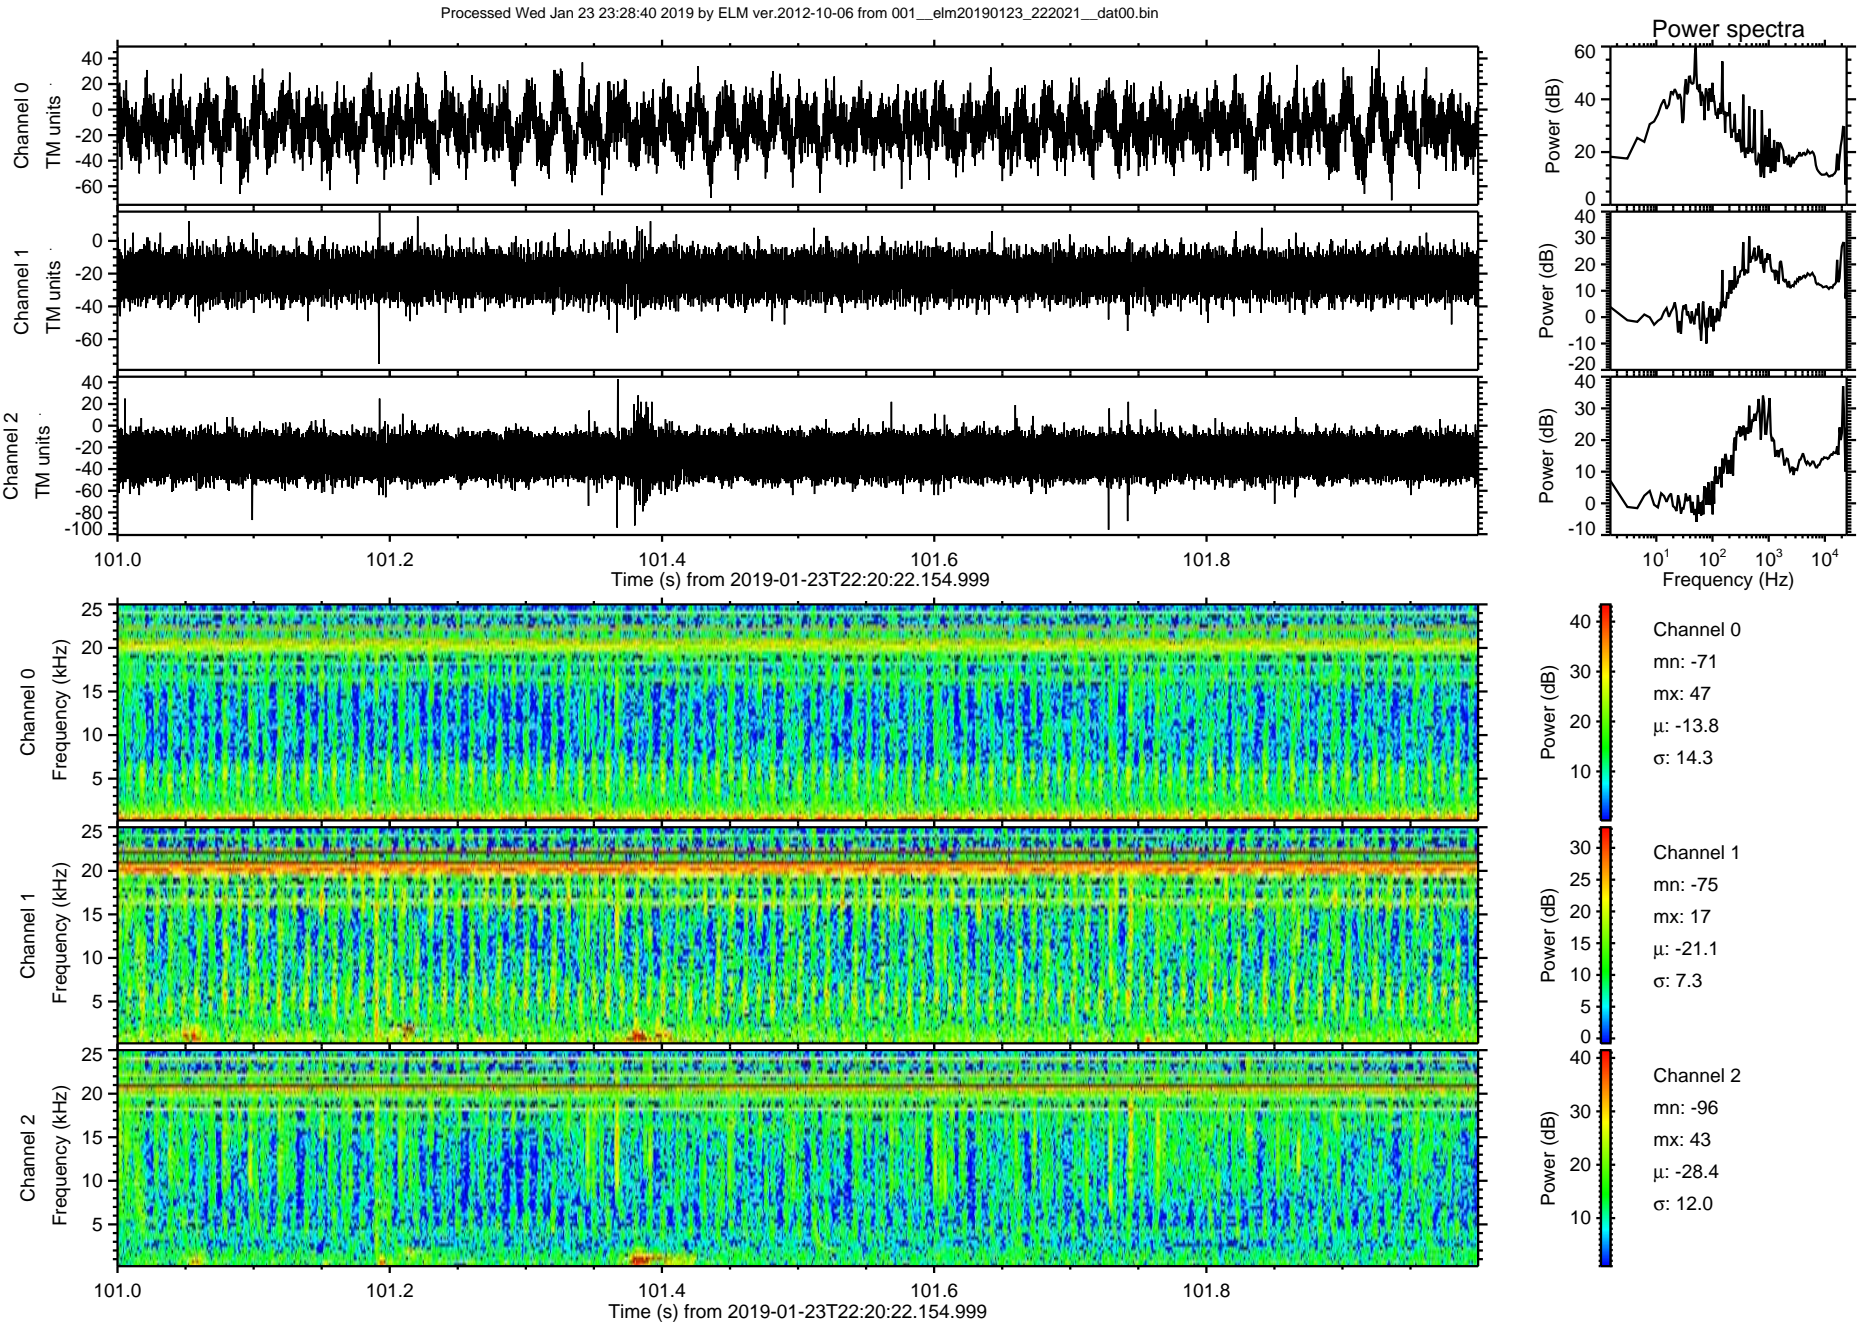 Processed Wed Jan 23 23:28:40 2019 by ELM ver.2012-10-06 from 001__elm20190123_222021__dat00.bin
Power spectra
Channel 0
TM units
40
20
0
-20
-40
-60
Power (dB)
60
40
20
0
Channel 1
TM units
0
-20
-40
-60
Power (dB)
40
30
20
10
0
-10
-20
Channel 2
TM units
40
20
0
-20
-40
-60
-80
-100
Power (dB)
40
30
20
10
0
-10
101.0 101.2 101.4 101.6 101.8
Time (s) from 2019-01-23T22:20:22.154.999
10¹ 10² 10³ 10⁴
Frequency (Hz)
Channel 0
Frequency (kHz)
25
20
15
10
5
Power (dB)
40
30
20
10
Channel 0
mn: -71
mx: 47
μ: -13.8
σ: 14.3
Channel 1
Frequency (kHz)
25
20
15
10
5
Power (dB)
30
25
20
15
10
5
0
Channel 1
mn: -75
mx: 17
μ: -21.1
σ: 7.3
Channel 2
Frequency (kHz)
25
20
15
10
5
Power (dB)
40
30
20
10
Channel 2
mn: -96
mx: 43
μ: -28.4
σ: 12.0
101.0 101.2 101.4 101.6 101.8
Time (s) from 2019-01-23T22:20:22.154.999